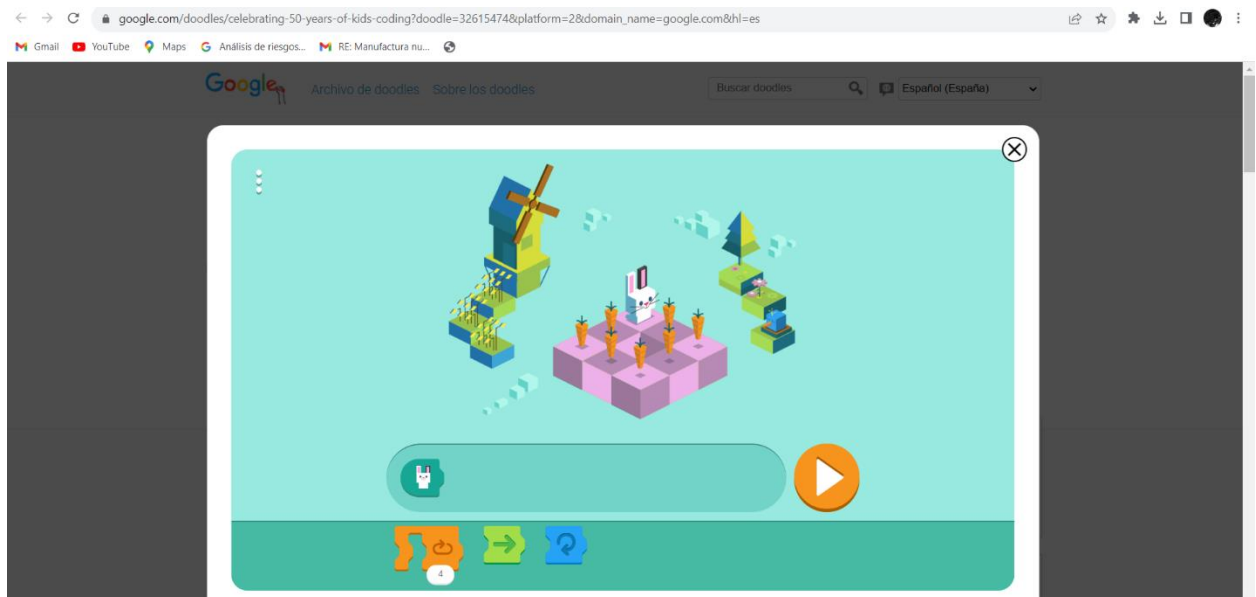 google.com/doodles/celebrating-50-years-of-kids-coding?doodle=32615474&platform=2&domain_name=google.com&hl=es
Gmail YouTube Maps Análisis de riesgos... RE: Manufactura nu...
Google Archivo de doodles Sobre los doodles Buscar doodles Español (España)
4